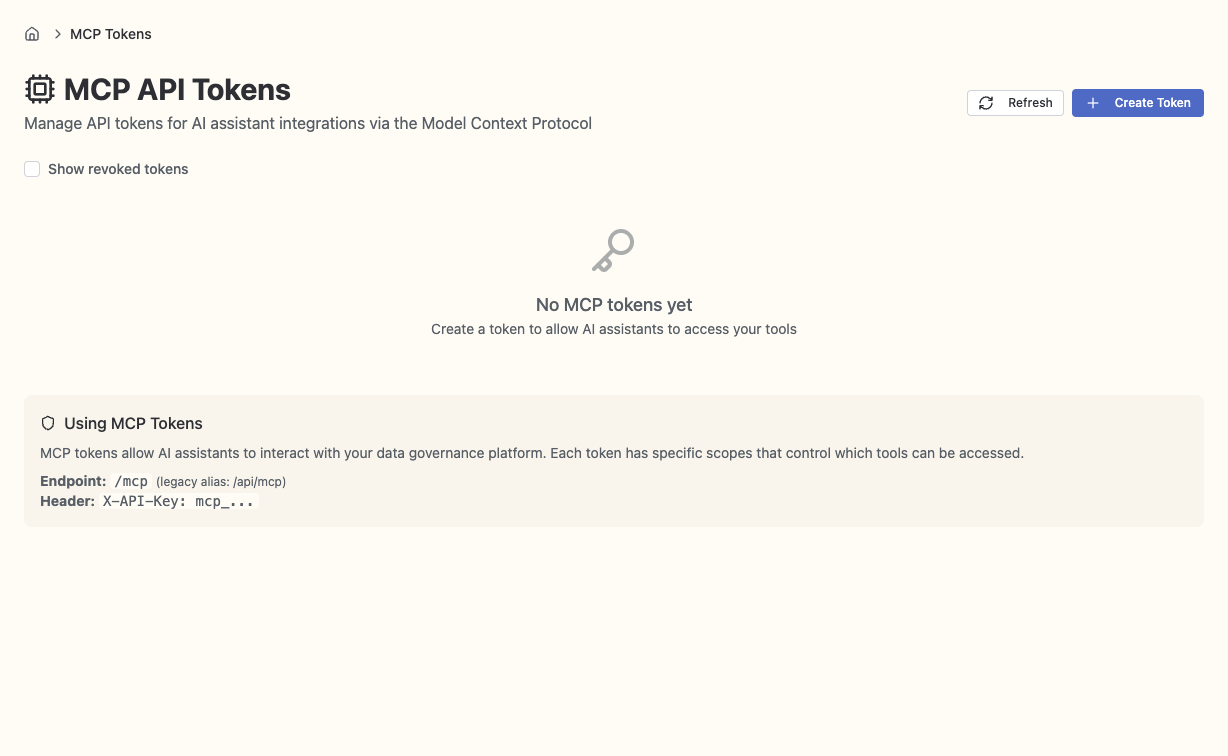 MCP Tokens
MCP API Tokens
Refresh
Create Token
Manage API tokens for AI assistant integrations via the Model Context Protocol
Show revoked tokens
No MCP tokens yet
Create a token to allow AI assistants to access your tools
Using MCP Tokens
MCP tokens allow AI assistants to interact with your data governance platform. Each token has specific scopes that control which tools can be accessed.
Endpoint: /mcp (legacy alias: /api/mcp)
Header: X-API-Key: mcp_...